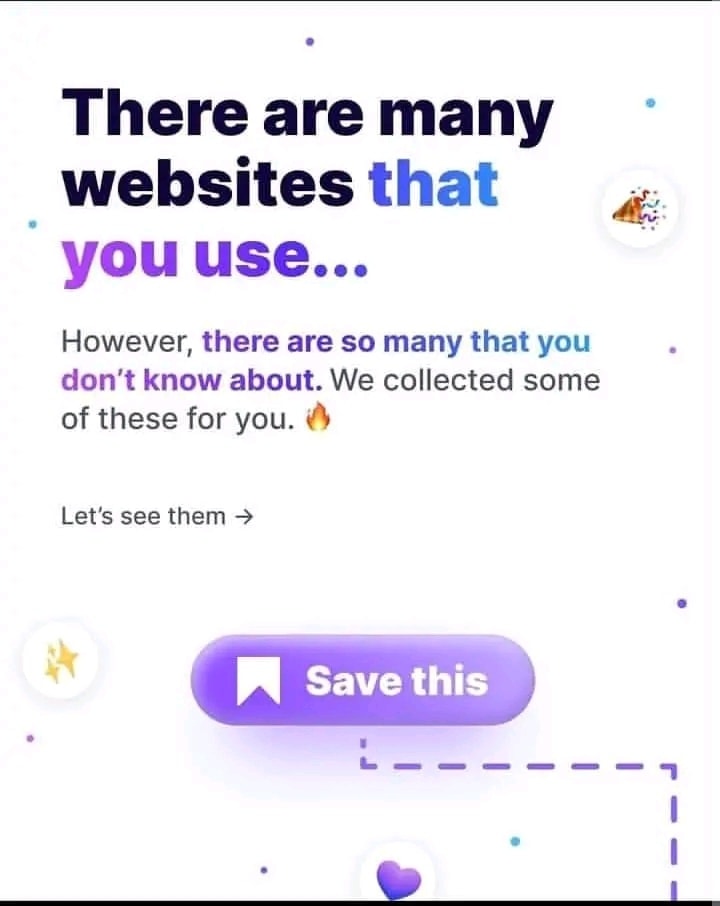 There are many
websites that
you use...
However, there are so many that you
don't know about. We collected some
of these for you. 🔥
Let's see them →
Save this